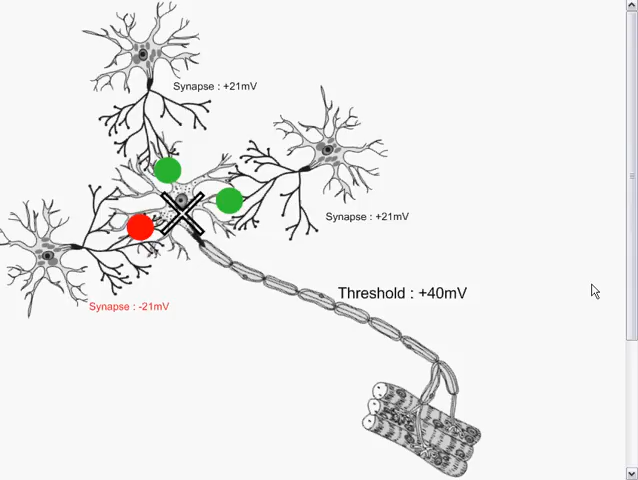 Synapse : +21mV
Synapse : +21mV
Threshold : +40mV
Synapse : -21mV